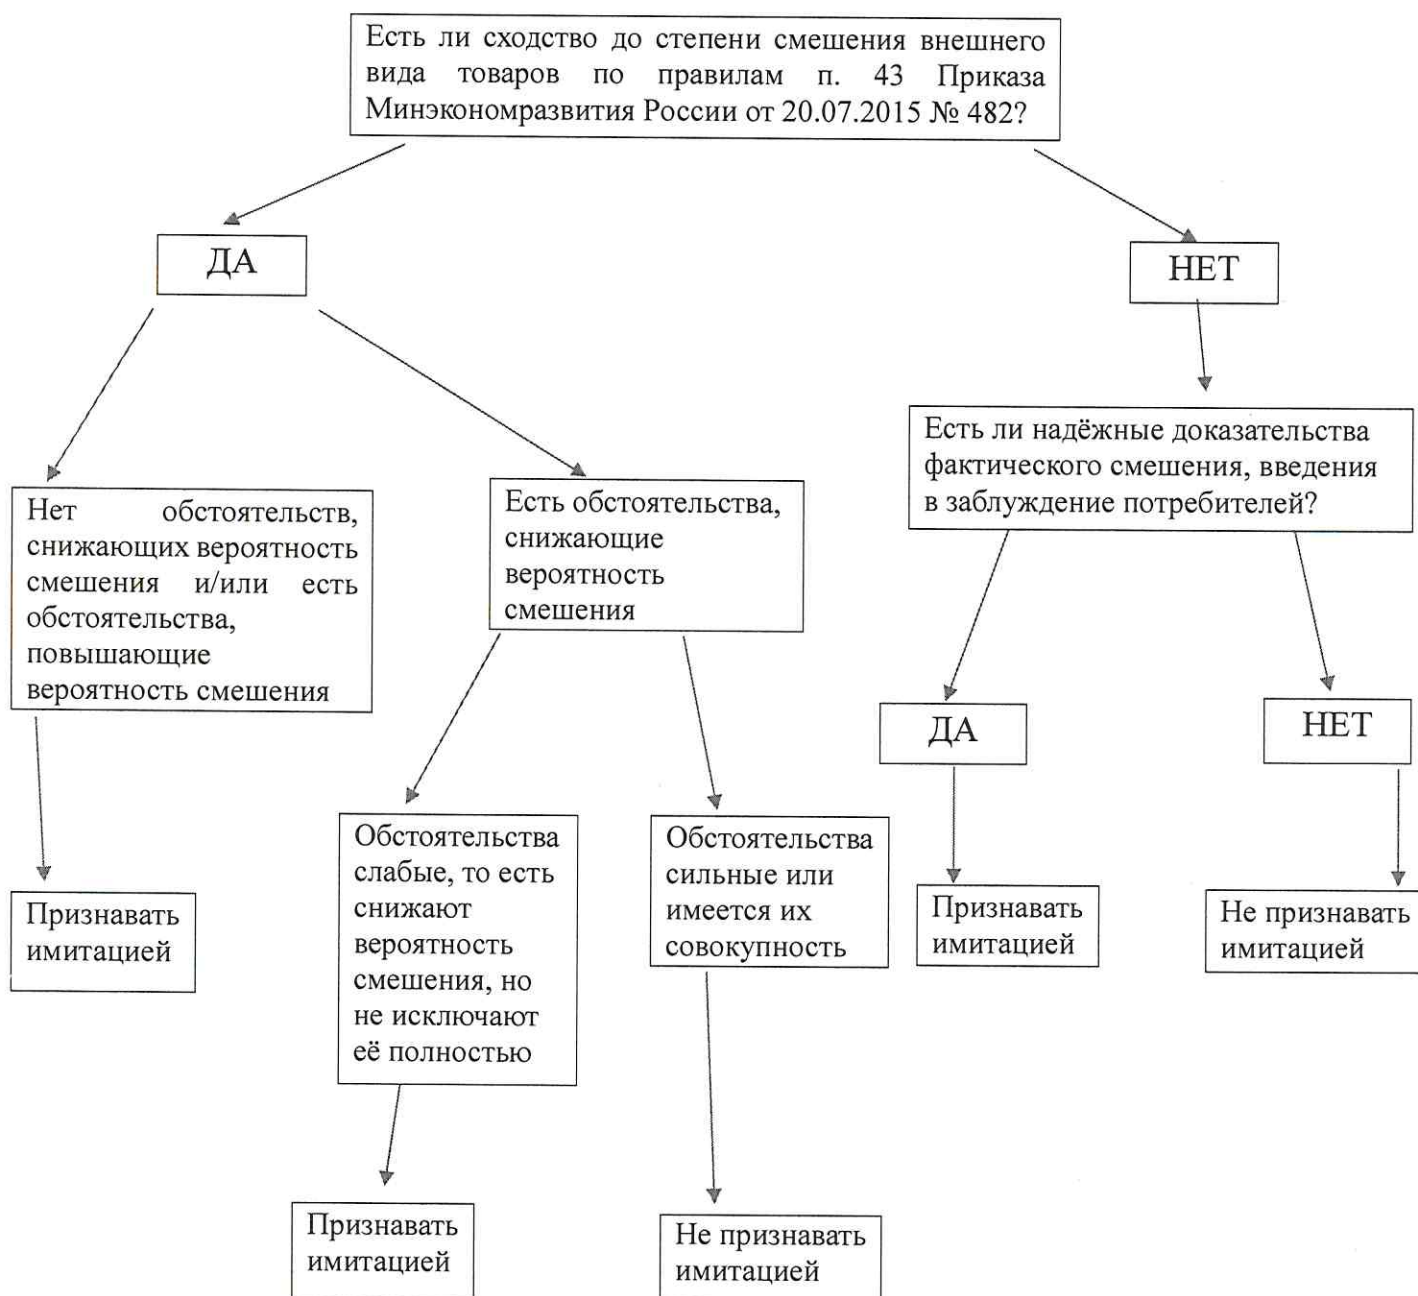 Есть ли сходство до степени смешения внешнего
вида товаров по правилам п. 43 Приказа
Минэкономразвития России от 20.07.2015 № 482?
ДА
НЕТ
Есть ли надёжные доказательства
фактического смешения, введения
в заблуждение потребителей?
Нет обстоятельств,
снижающих вероятность
смешения и/или есть
обстоятельства,
повышающие
вероятность смешения
Есть обстоятельства,
снижающие
вероятность
смешения
ДА
НЕТ
Обстоятельства
слабые, то есть
снижают
вероятность
смешения, но
не исключают
её полностью
Обстоятельства
сильные или
имеется их
совокупность
Признавать
имитацией
Признавать
имитацией
Не признавать
имитацией
Признавать
имитацией
Не признавать
имитацией